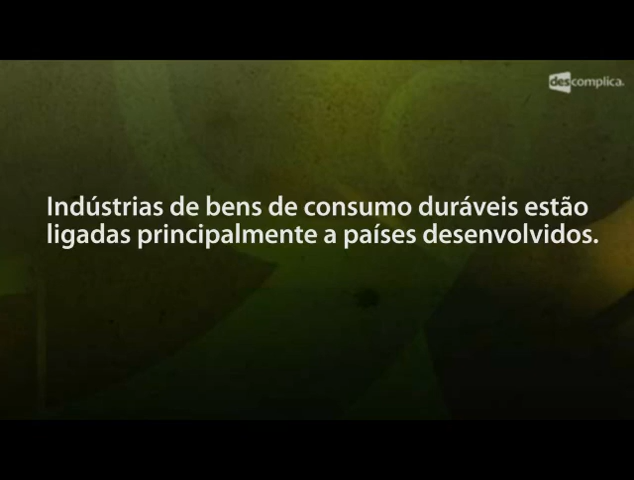 descomplica.
Indústrias de bens de consumo duráveis estão
ligadas principalmente a países desenvolvidos.